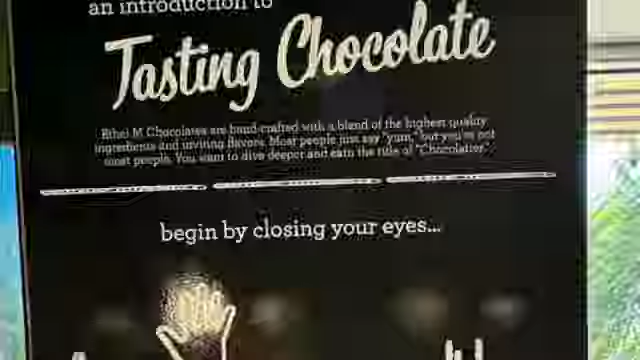 an introduction to
Tasting Chocolate
Ethel M Chocolates are hand-crafted with a blend of the highest quality
ingredients and inviting flavors. Most people just say "yum," but you're not
most people. You want to dive deeper and earn the title of "Chocolatier."
begin by closing your eyes...